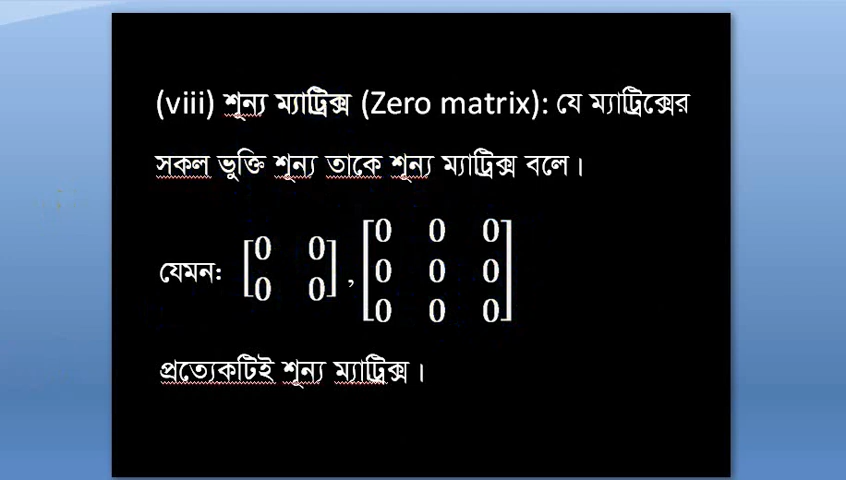 (viii) শূন্য ম্যাট্রিক্স (Zero matrix): যে ম্যাট্রিক্সের
সকল ভুক্তি শূন্য তাকে শূন্য ম্যাট্রিক্স বলে।
যেমনঃ [0 0
0 0], [0 0 0
0 0 0
0 0 0]
প্রত্যেকটিই শূন্য ম্যাট্রিক্স।